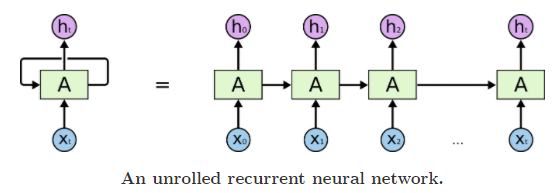 hₜ h₀ h₁ h₂ hₜ
A = A A A A
xₜ x₀ x₁ x₂ ... xₜ
An unrolled recurrent neural network.